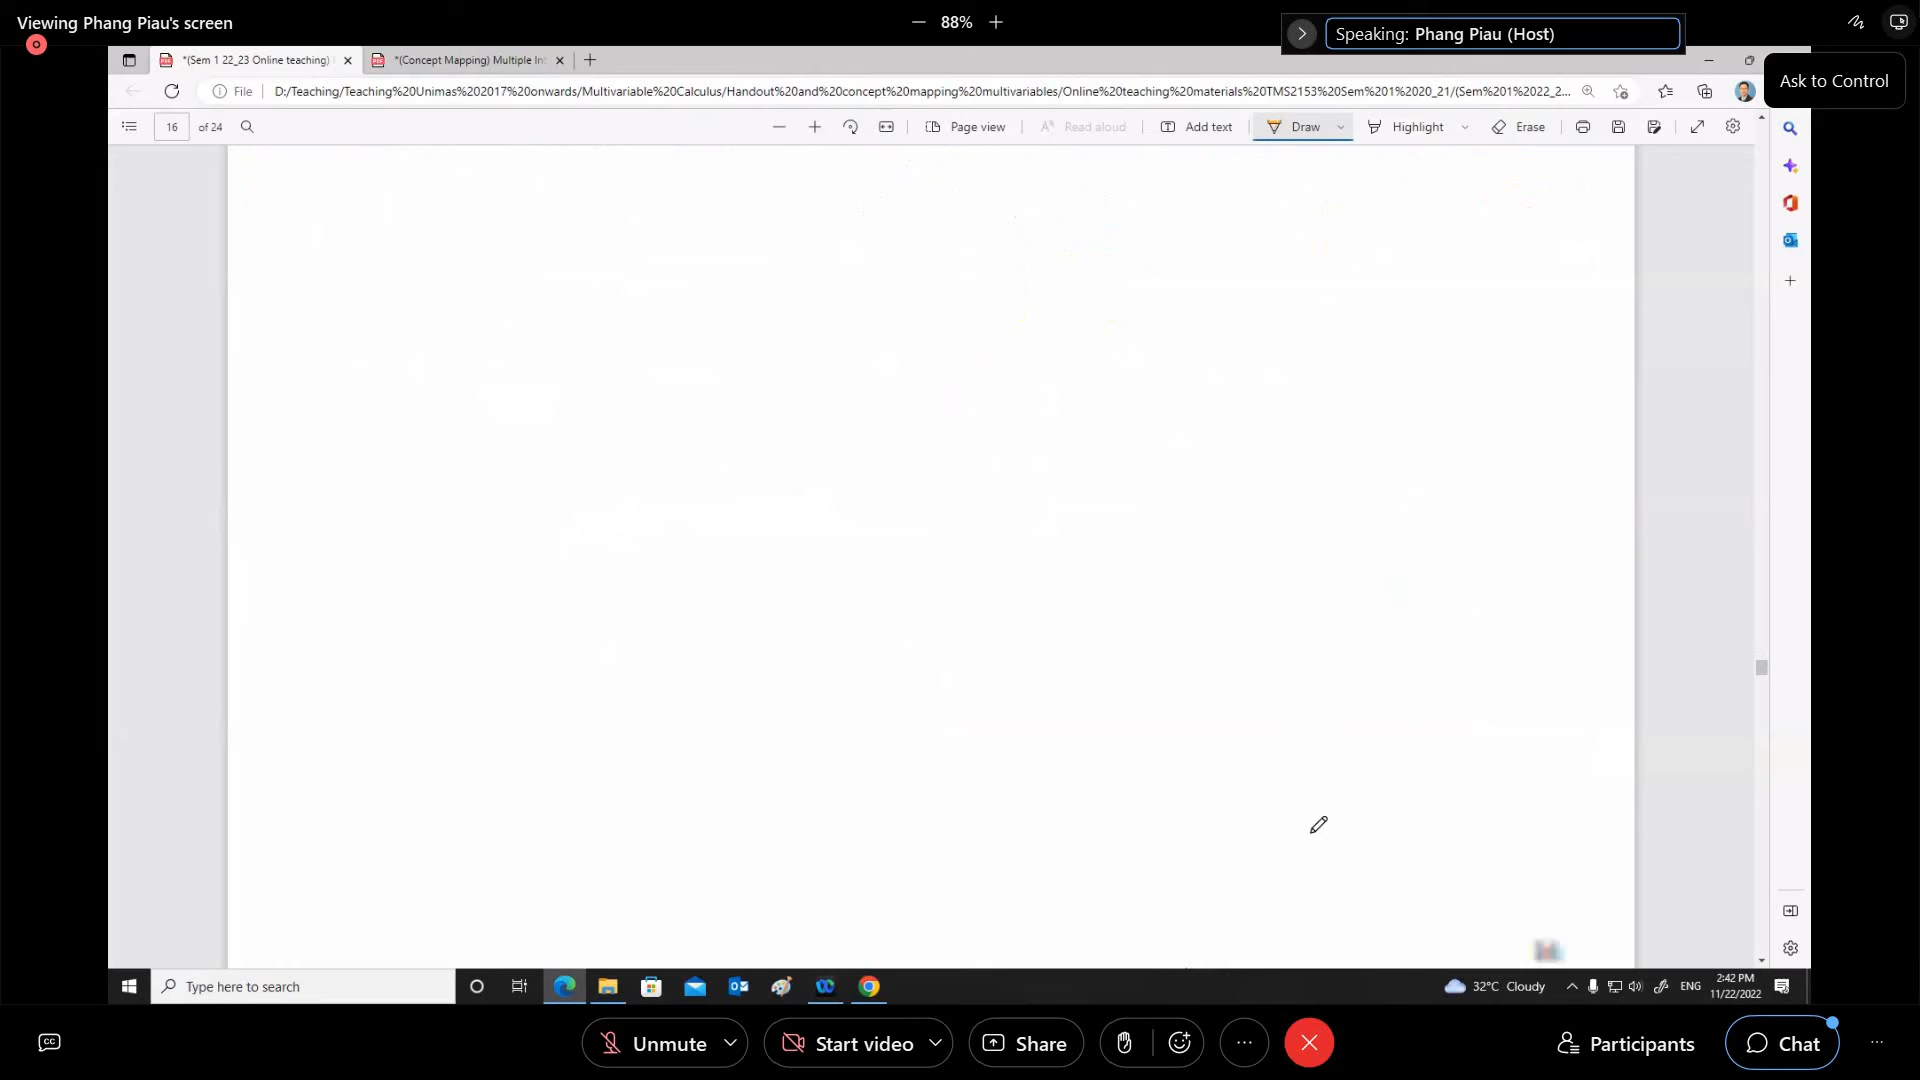 Viewing Phang Piau's screen
88%
Speaking: Phang Piau (Host)
Ask to Control
*(Sem 1 22_23 Online teaching)
*(Concept Mapping) Multiple In
File
D:/Teaching/Teaching%20Unimas%202017%20onwards/Multivariable%20Calculus/Handout%20and%20concept%20mapping%20multivariables/Online%20teaching%20materials%20TMS2153%20Sem%201%2020_21/(Sem%201%2022_2...
16 of 24
Page view
Read aloud
Add text
Draw
Highlight
Erase
Type here to search
32°C Cloudy
ENG
2:42 PM
11/22/2022
CC
Unmute
Start video
Share
Participants
Chat